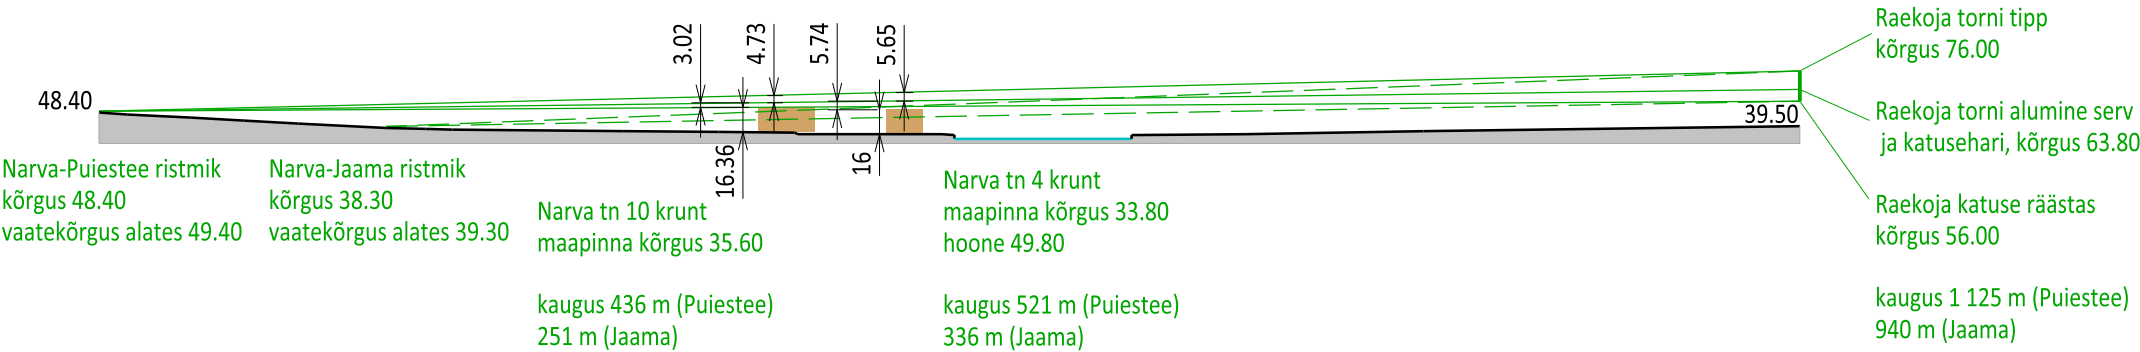 3.02
4.73
5.74
5.65
48.40
39.50
16.36
16
Raekoja torni tipp
kõrgus 76.00
Raekoja torni alumine serv
ja katusehari, kõrgus 63.80
Raekoja katuse räästas
kõrgus 56.00
kaugus 1 125 m (Puiestee)
940 m (Jaama)
Narva-Puiestee ristmik
kõrgus 48.40
vaatekõrgus alates 49.40
Narva-Jaama ristmik
kõrgus 38.30
vaatekõrgus alates 39.30
Narva tn 10 krunt
maapinna kõrgus 35.60
kaugus 436 m (Puiestee)
251 m (Jaama)
Narva tn 4 krunt
maapinna kõrgus 33.80
hoone 49.80
kaugus 521 m (Puiestee)
336 m (Jaama)